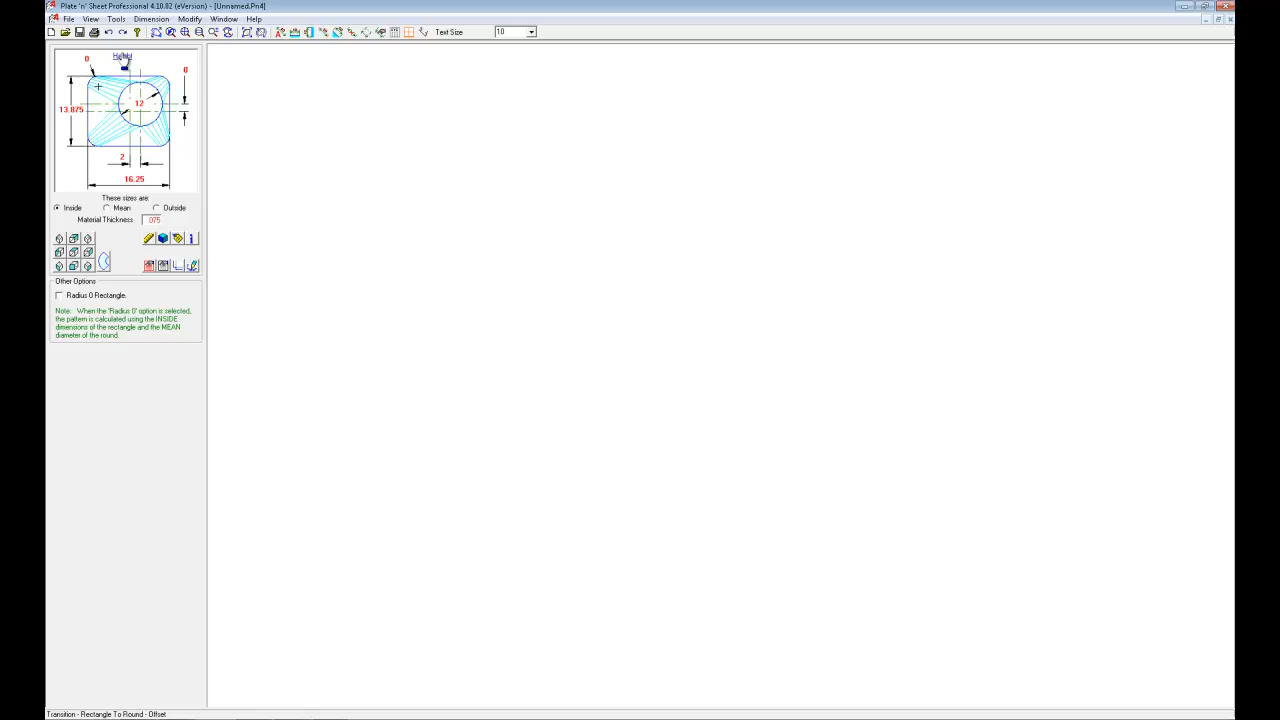 Plate 'n' Sheet Professional 4.10.02 (eVersion) - [Unnamed.Pn4]
File View Tools Dimension Modify Window Help
Text Size 10
Height
0
0
12
13.875
2
16.25
These sizes are:
Inside Mean Outside
Material Thickness .075
Other Options
Radius 0 Rectangle.
Note: When the 'Radius 0' option is selected,
the pattern is calculated using the INSIDE
dimensions of the rectangle and the MEAN
diameter of the round.
Transition - Rectangle To Round - Offset